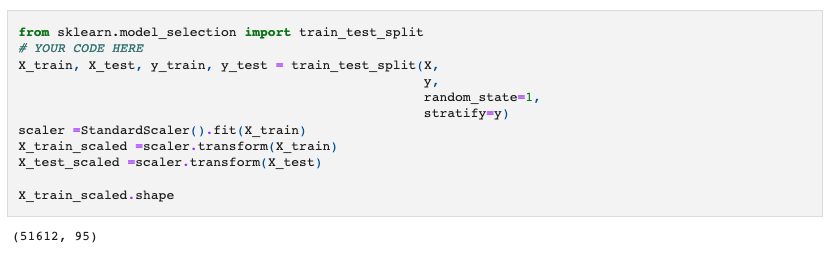 from sklearn.model_selection import train_test_split
# YOUR CODE HERE
X_train, X_test, y_train, y_test = train_test_split(X,
y,
random_state=1,
stratify=y)
scaler =StandardScaler().fit(X_train)
X_train_scaled =scaler.transform(X_train)
X_test_scaled =scaler.transform(X_test)
X_train_scaled.shape
(51612, 95)